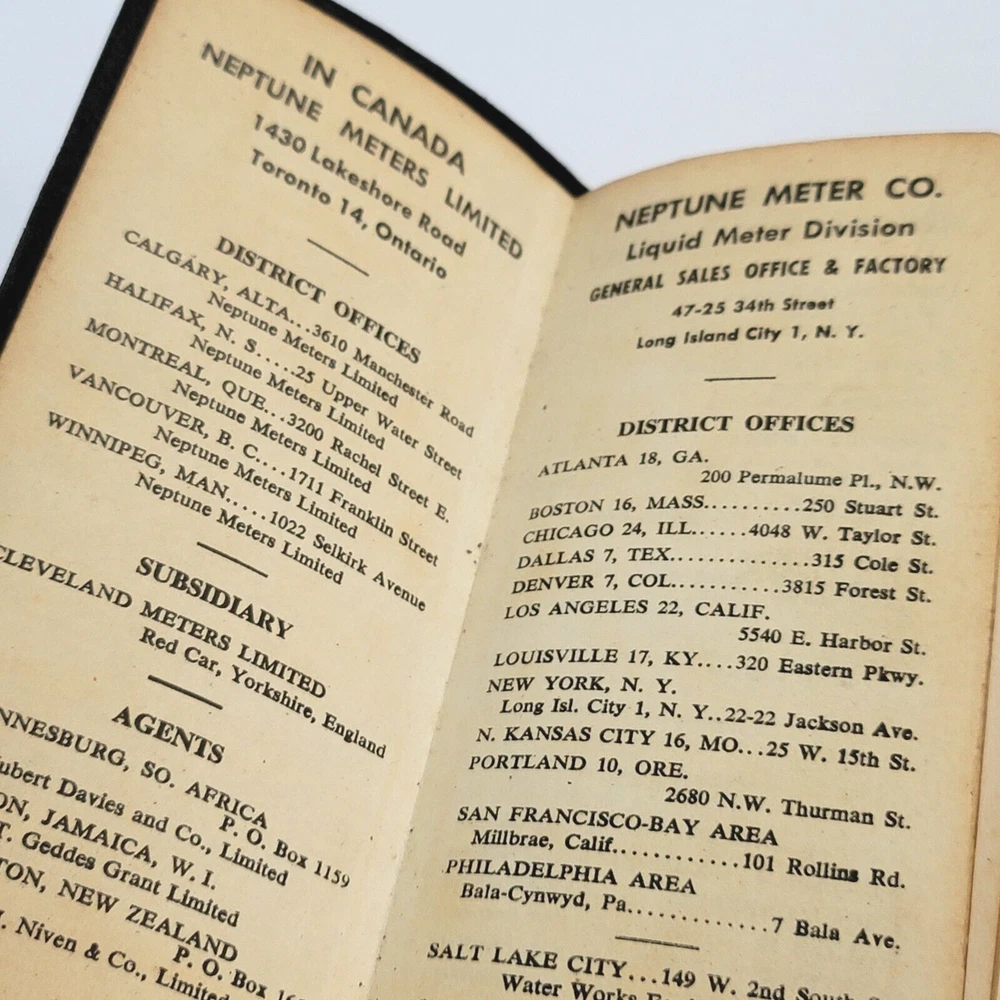 IN CANADA
NEPTUNE METERS LIMITED
1430 Lakeshore Road
Toronto 14, Ontario
DISTRICT OFFICES
CALGARY, ALTA...3610 Manchester Road
Neptune Meters Limited
HALIFAX, N. S.....25 Upper Water Street
Neptune Meters Limited
MONTREAL, QUE...3200 Rachel Street E.
Neptune Meters Limited
VANCOUVER, B. C....1711 Franklin Street
Neptune Meters Limited
WINNIPEG, MAN.....1022 Selkirk Avenue
Neptune Meters Limited
SUBSIDIARY
CLEVELAND METERS LIMITED
Red Car, Yorkshire, England
AGENTS
NNESBURG, SO. AFRICA
P. O. Box 1159
ubert Davies and Co., Limited
ON, JAMAICA, W. I.
T. Geddes Grant Limited
TON, NEW ZEALAND
P. O. Box
Niven & Co., Limited
NEPTUNE METER CO.
Liquid Meter Division
GENERAL SALES OFFICE & FACTORY
47-25 34th Street
Long Island City 1, N. Y.
DISTRICT OFFICES
ATLANTA 18, GA.
200 Permalume Pl., N.W.
BOSTON 16, MASS..........250 Stuart St.
CHICAGO 24, ILL......4048 W. Taylor St.
DALLAS 7, TEX..............315 Cole St.
DENVER 7, COL...........3815 Forest St.
LOS ANGELES 22, CALIF.
5540 E. Harbor St.
LOUISVILLE 17, KY....320 Eastern Pkwy.
NEW YORK, N. Y.
Long Isl. City 1, N. Y..22-22 Jackson Ave.
N. KANSAS CITY 16, MO...25 W. 15th St.
PORTLAND 10, ORE.
2680 N.W. Thurman St.
SAN FRANCISCO-BAY AREA
Millbrae, Calif.............101 Rollins Rd.
PHILADELPHIA AREA
Bala-Cynwyd, Pa..............7 Bala Ave.
SALT LAKE CITY...149 W. 2nd South
Water Works